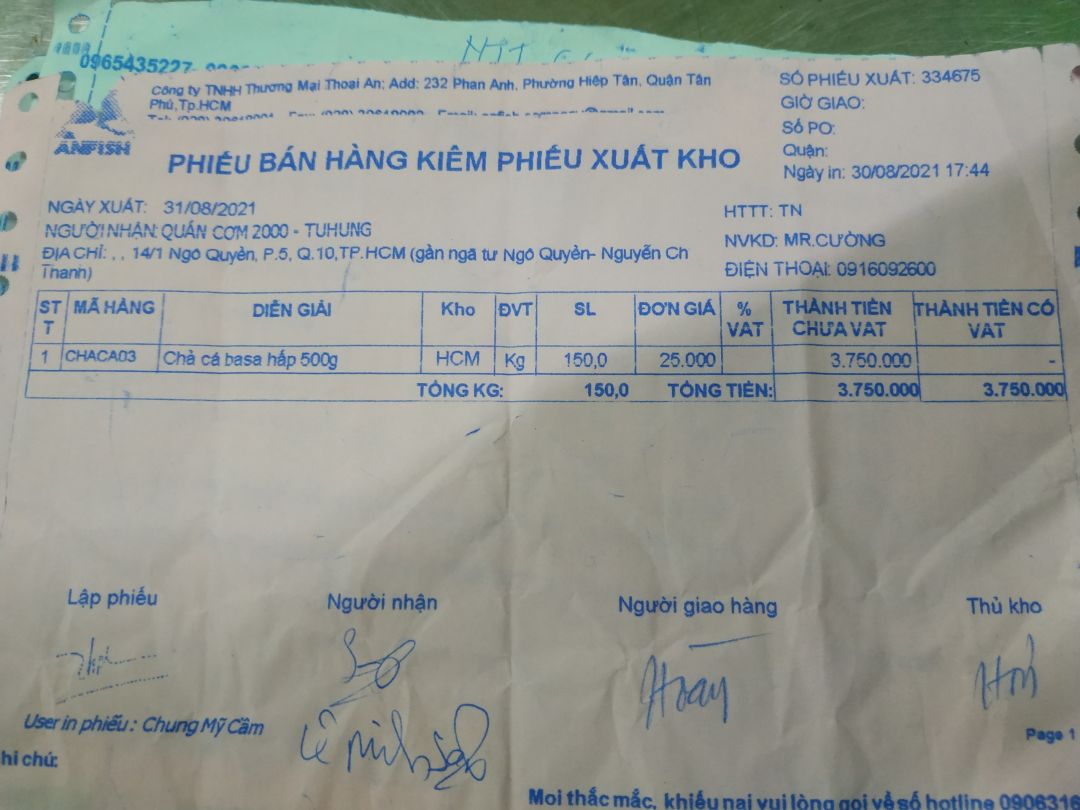 0965435227
NTT
Công ty TNHH Thương Mại Thoại An; Add: 232 Phan Anh, Phường Hiệp Tân, Quận Tân
Phú,Tp.HCM
ANFISH
SỐ PHIẾU XUẤT: 334675
GIỜ GIAO:
Số PO:
Quận:
Ngày in: 30/08/2021 17:44
PHIẾU BÁN HÀNG KIÊM PHIẾU XUẤT KHO
NGÀY XUẤT: 31/08/2021
NGƯỜI NHẬN: QUÁN CƠM 2000 - TUHUNG
ĐỊA CHỈ: , , 14/1 Ngô Quyền, P.5, Q.10,TP.HCM (gần ngã tư Ngô Quyền- Nguyễn Ch
Thanh)
HTTT: TN
NVKD: MR.CƯỜNG
ĐIỆN THOẠI: 0916092600
STT MÃ HÀNG DIỄN GIẢI Kho ĐVT SL ĐƠN GIÁ % VAT THÀNH TIỀN CHƯA VAT THÀNH TIỀN CÓ VAT
1 CHACA03 Chả cá basa hấp 500g HCM Kg 150,0 25.000 3.750.000 -
TỔNG KG: 150,0 TỔNG TIỀN: 3.750.000 3.750.000
Lập phiếu Người nhận Người giao hàng Thủ kho
Hoay
User in phiếu : Chung Mỹ Cầm
Page 1
hi chú:
Mọi thắc mắc, khiếu nại vui lòng gọi về số hotline 0906316